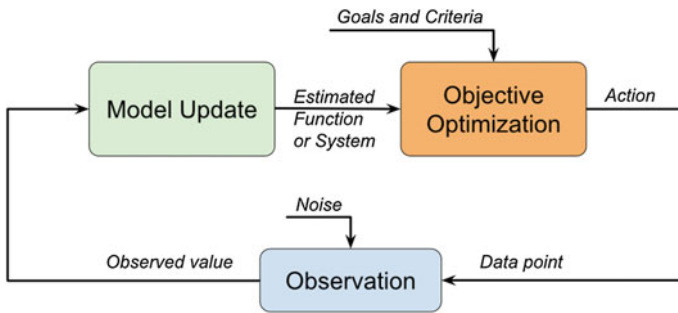 Goals and Criteria
Model Update
Estimated
Function
or System
Objective
Optimization
Action
Noise
Observed value
Observation
Data point